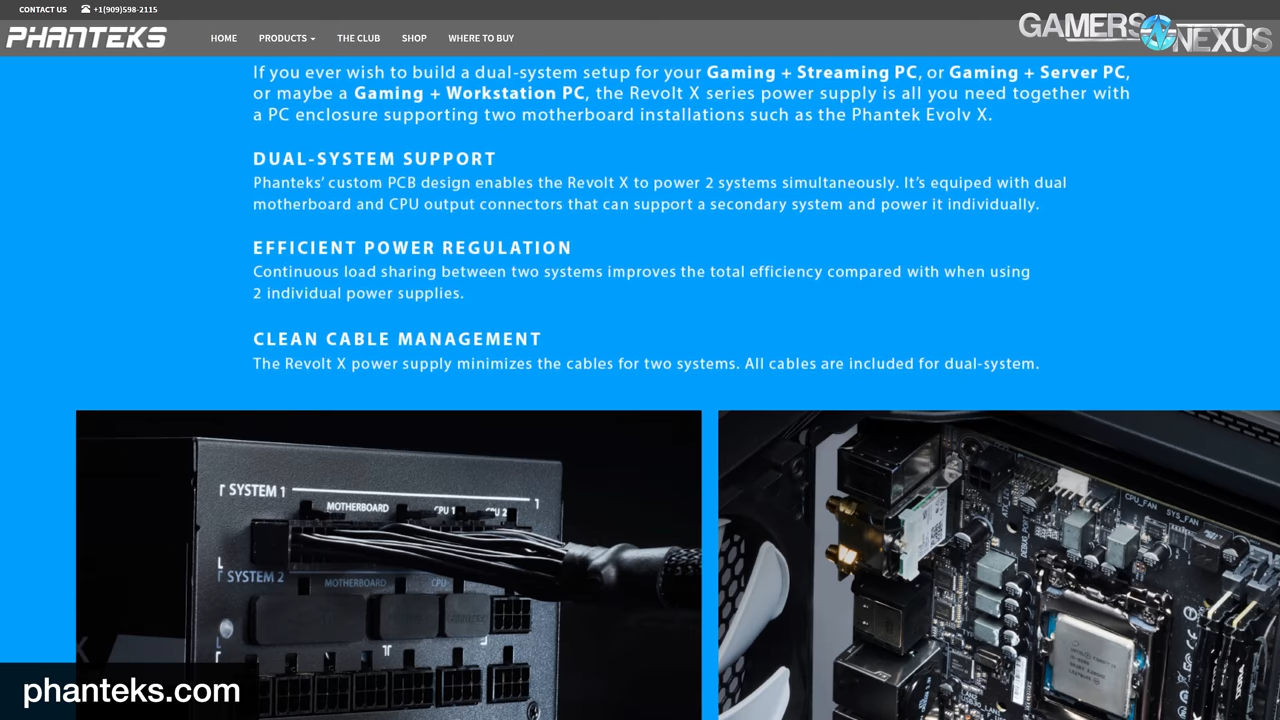 CONTACT US +1(909)598-2115
PHANTEKS HOME PRODUCTS THE CLUB SHOP WHERE TO BUY
GAMERS NEXUS
If you ever wish to build a dual-system setup for your Gaming + Streaming PC, or Gaming + Server PC,
or maybe a Gaming + Workstation PC, the Revolt X series power supply is all you need together with
a PC enclosure supporting two motherboard installations such as the Phantek Evolv X.
DUAL-SYSTEM SUPPORT
Phanteks' custom PCB design enables the Revolt X to power 2 systems simultaneously. It's equiped with dual
motherboard and CPU output connectors that can support a secondary system and power it individually.
EFFICIENT POWER REGULATION
Continuous load sharing between two systems improves the total efficiency compared with when using
2 individual power supplies.
CLEAN CABLE MANAGEMENT
The Revolt X power supply minimizes the cables for two systems. All cables are included for dual-system.
SYSTEM 1
MOTHERBOARD CPU 1 CPU 2
SYSTEM 2
MOTHERBOARD CPU
CPU_FAN
SYS_FAN
phanteks.com